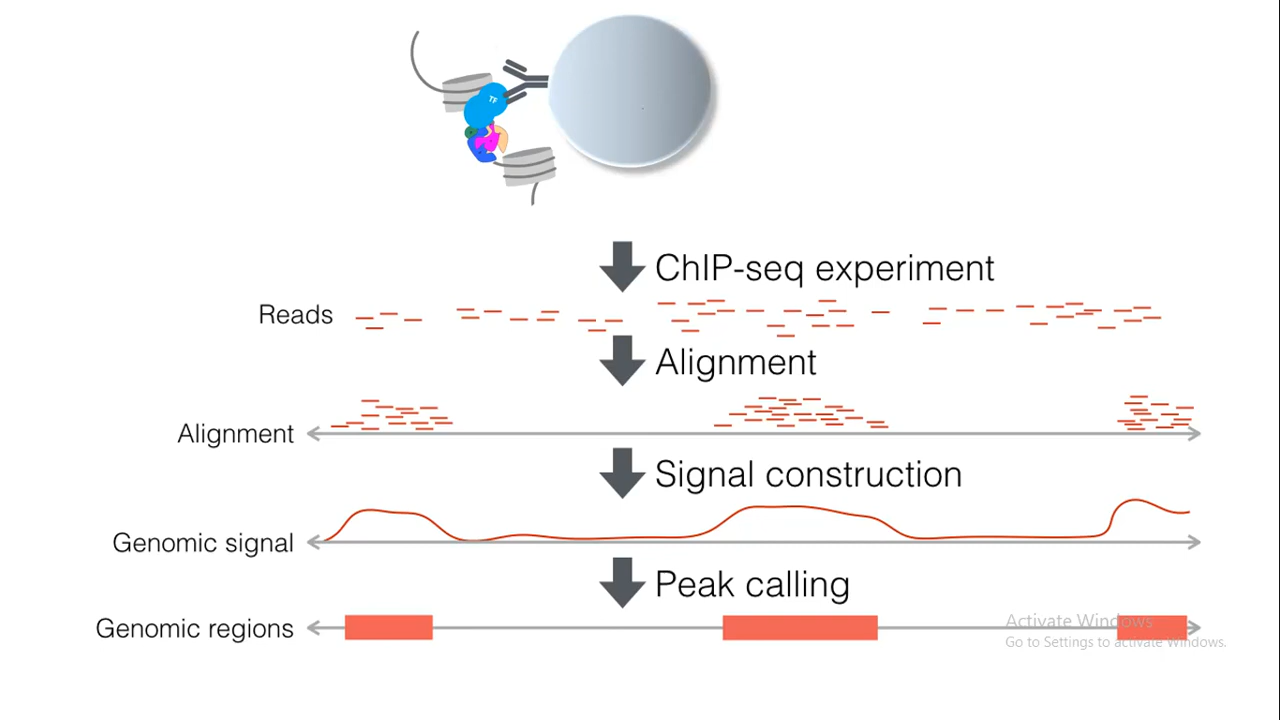 TF
ChIP-seq experiment
Reads
Alignment
Alignment
Signal construction
Genomic signal
Peak calling
Genomic regions
Activate Windows
Go to Settings to activate Windows.